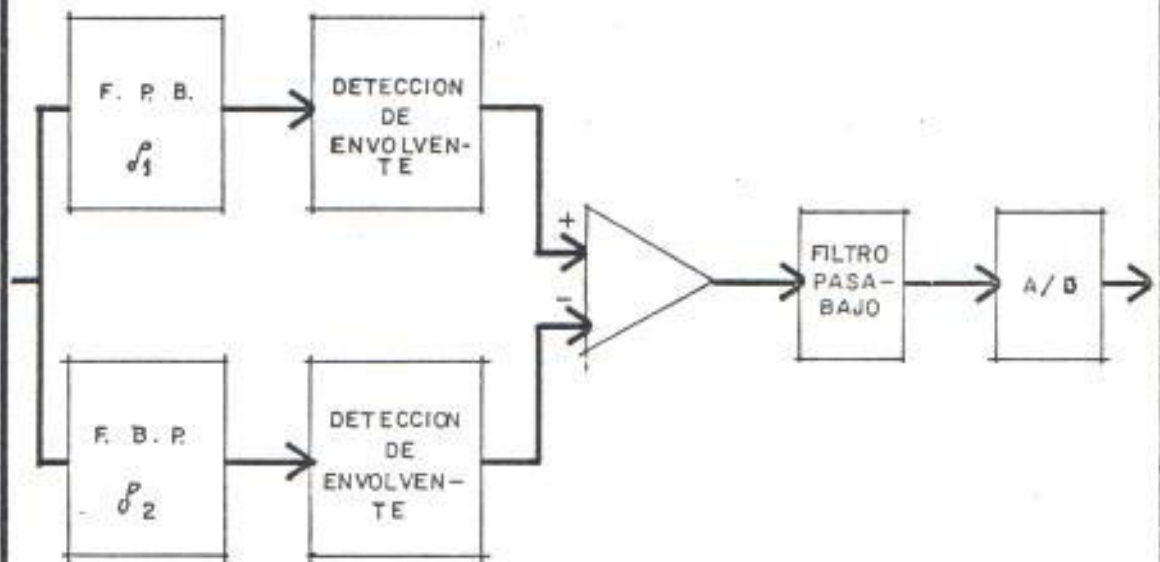 F. P. B.
f1
DETECCION
DE
ENVOLVEN-
TE
+
-
FILTRO
PASA-
BAJO
A/D
F. B. P.
f2
DETECCION
DE
ENVOLVEN-
TE